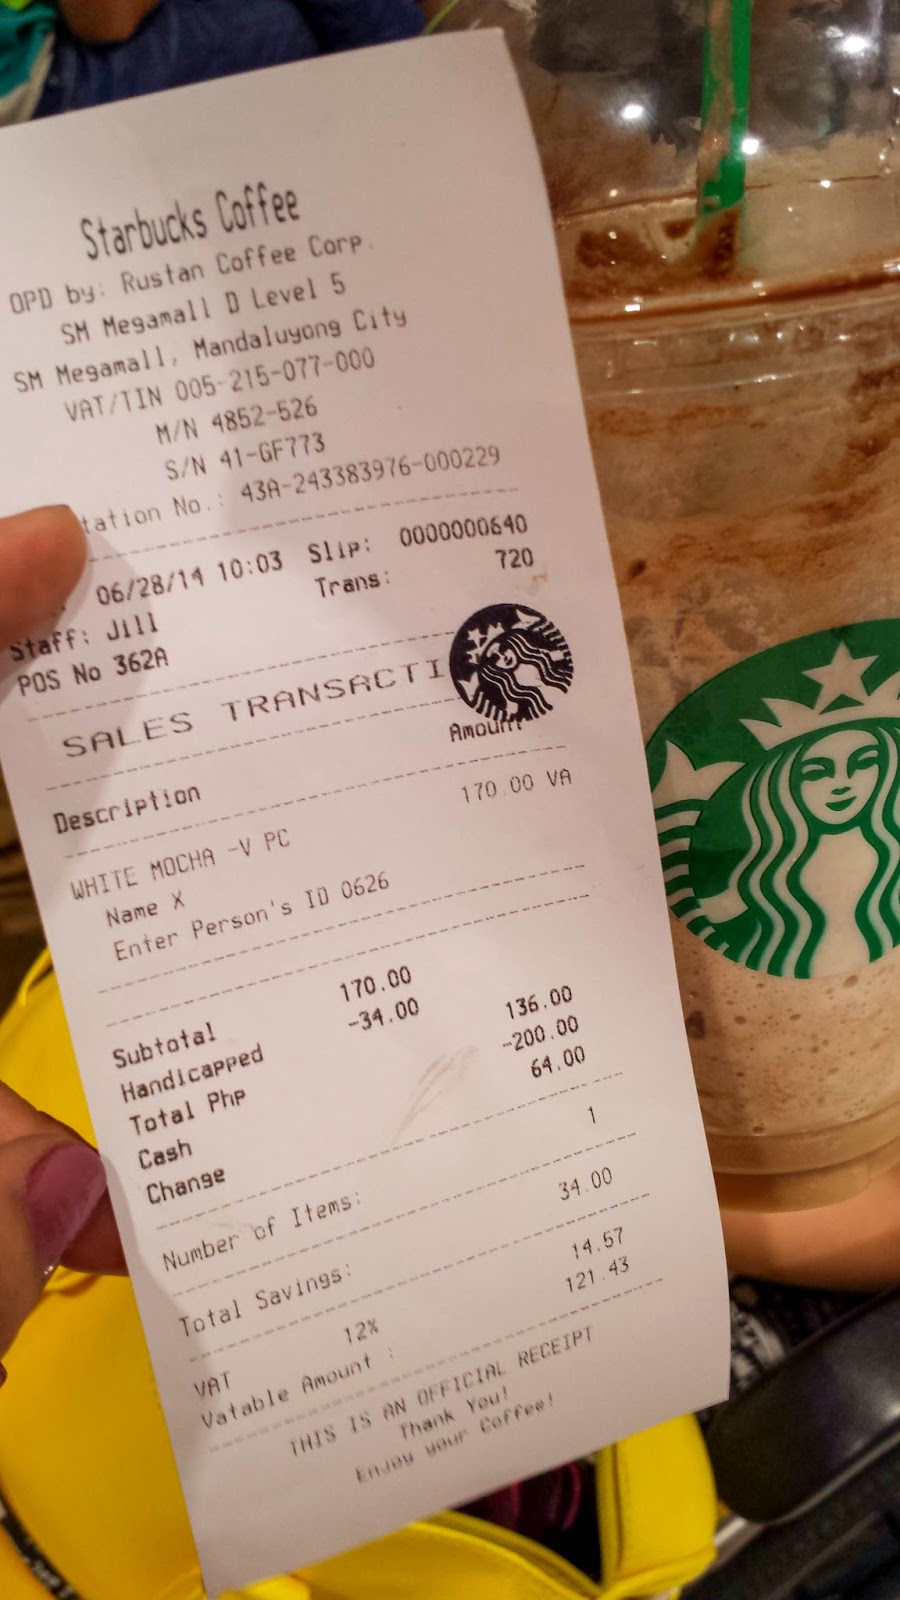 Starbucks Coffee
OPD by: Rustan Coffee Corp.
SM Megamall D Level 5
SM Megamall, Mandaluyong City
VAT/TIN 005-215-077-000
M/N 4852-526
S/N 41-GF773
tation No.: 43A-243383976-000229
06/28/14 10:03 Slip: 0000000640
Staff: Jill Trans: 720
POS No 362A
SALES TRANSACTI
Amount
Description
170.00 VA
WHITE MOCHA -V PC
Name X
Enter Person's ID 0626
Subtotal 170.00
Handicapped -34.00
Total Php 136.00
Cash -200.00
Change 64.00
Number of Items: 1
Total Savings: 34.00
VAT 12% 14.57
Vatable Amount : 121.43
THIS IS AN OFFICIAL RECEIPT
Thank You!
Enjoy your Coffee!